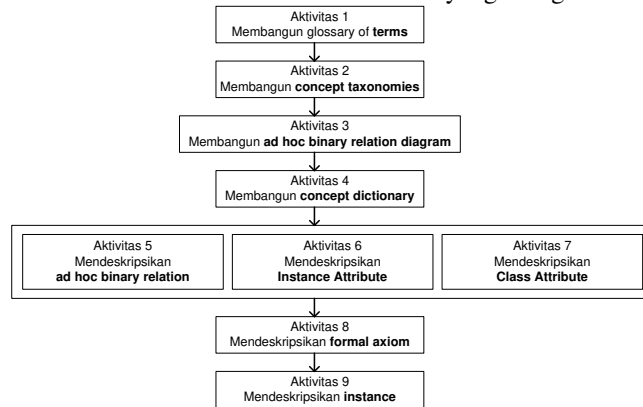 Aktivitas 1
Membangun glossary of terms
Aktivitas 2
Membangun concept taxonomies
Aktivitas 3
Membangun ad hoc binary relation diagram
Aktivitas 4
Membangun concept dictionary
Aktivitas 5
Mendeskripsikan
ad hoc binary relation
Aktivitas 6
Mendeskripsikan
Instance Attribute
Aktivitas 7
Mendeskripsikan
Class Attribute
Aktivitas 8
Mendeskripsikan formal axiom
Aktivitas 9
Mendeskripsikan instance